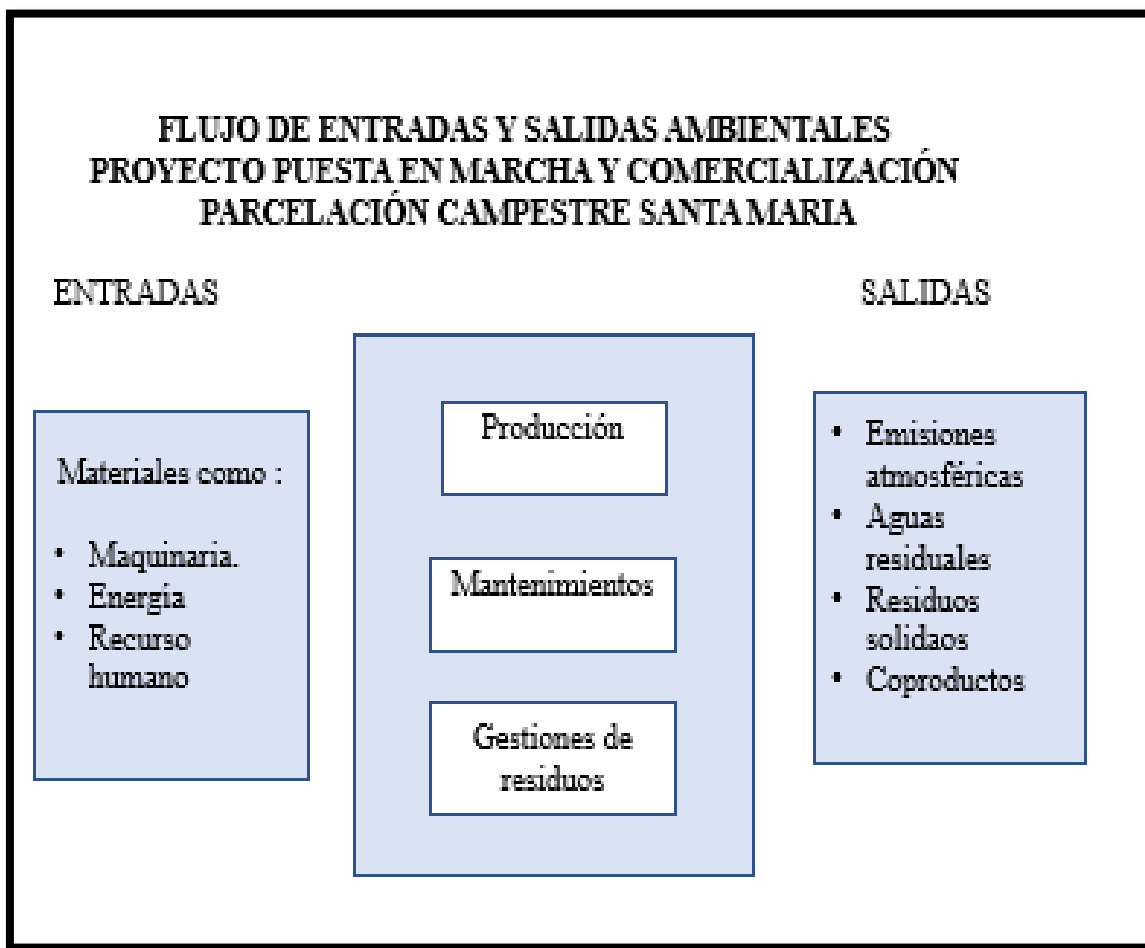 FLUJO DE ENTRADAS Y SALIDAS AMBIENTALES
PROYECTO PUESTA EN MARCHA Y COMERCIALIZACIÓN
PARCELACIÓN CAMPESTRE SANTA MARIA
ENTRADAS
SALIDAS
Materiales como :
• Maquinaria.
• Energía
• Recurso
humano
Producción
Mantenimientos
Gestiones de
residuos
• Emisiones
atmosféricas
• Aguas
residuales
• Residuos
solidaos
• Coproductos